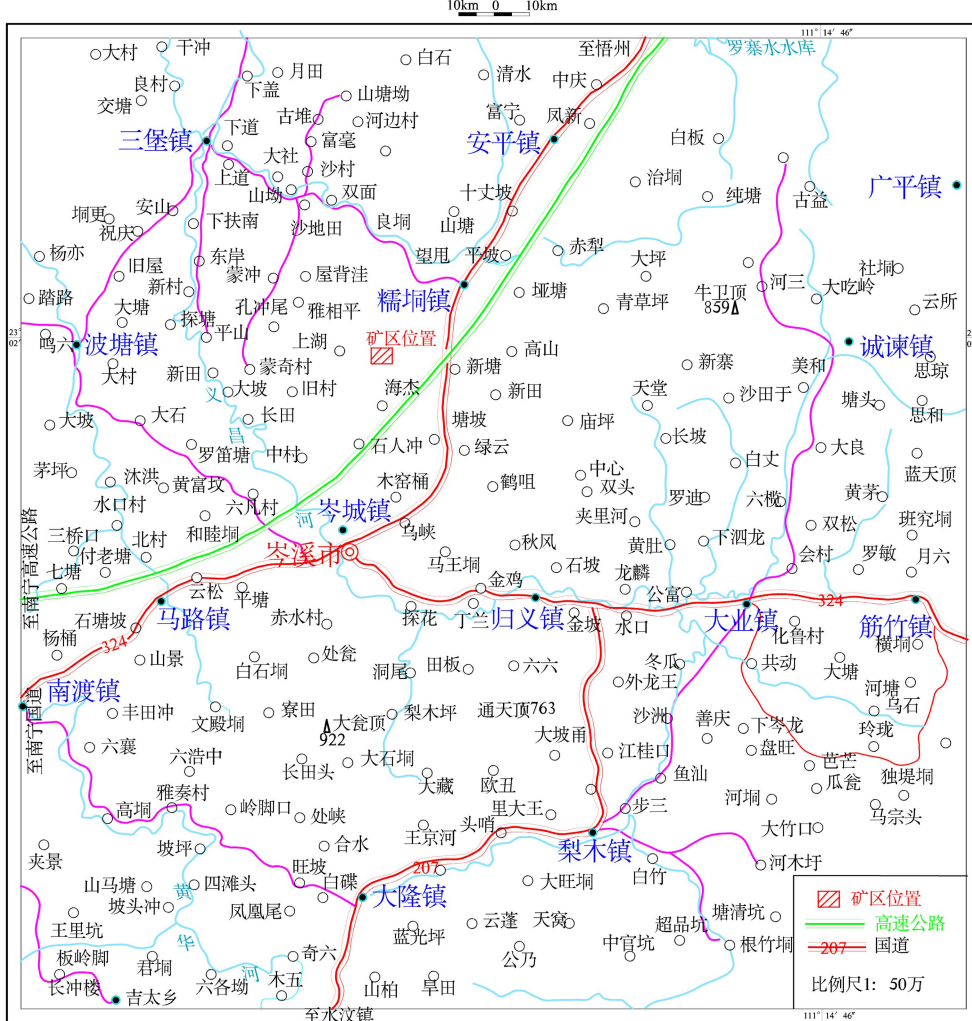 10km 0 10km
111° 14′ 46″
大村
干冲
至悟州
罗寨水水库
白石
月田
清水
中庆
良村
下盖
交塘
山塘坳
古堆
河边村
富宁
凤新
三堡镇
下道
富毫
安平镇
白板
大社
沙村
上道
治垌
广平镇
山坳
双面
十丈坡
纯塘
古益
垌更
安山
祝庆
下扶南
沙地田
良垌
山塘
杨亦
望甩
平坡
赤犁
旧屋
东岸
蒙冲
屋背洼
大坪
社垌
新村
牛卫顶
859
河三
大吃岭
踏路
大塘
孔冲尾
雅相平
糯垌镇
垭塘
青草坪
云所
探塘
平山
23
02′
鸣六
波塘镇
上湖
矿区位置
诚谏镇
大村
新田
蒙奇村
高山
新塘
新寨
美和
思琼
大坡
旧村
海杰
新田
天堂
沙田于
塘头
思和
义
昌
河
大坡
大石
长田
塘坡
庙坪
罗笛塘
中村
石人冲
绿云
长坡
大良
茅坪
沐洪
黄富坟
木窑桶
鹤咀
中心
双头
白丈
蓝天顶
水口村
六凡村
罗迪
六榄
黄茅
三桥口
和睦垌
岑城镇
乌峡
夹里河
双松
班究垌
付老塘
北村
岑溪市
秋风
黄肚
下泗龙
会村
罗敏
月六
七塘
马王垌
石坡
龙麟
至南宁高速公路
云松
平塘
金鸡
公富
石塘坡
马路镇
赤水村
探花
丁兰
归义镇
金坡
水口
大业镇
324
筋竹镇
化鲁村
横垌
杨桶
324
山景
白石垌
处瓮
洞尾
田板
六六
冬瓜
共动
大塘
外龙王
河塘
南渡镇
丰田冲
文殿垌
寮田
大瓮顶
922
梨木坪
通天顶
763
沙洲
善庆
下岑龙
乌石
至南宁国道
六襄
六浩中
长田头
大石垌
大坡甬
江桂口
盘旺
玲珑
大藏
欧丑
鱼汕
芭芒
瓜瓮
独堤垌
雅奏村
高垌
岭脚口
处峡
里大王
步三
河垌
马宗头
王京河
头哨
大竹口
夹景
坡坪
合水
梨木镇
207
河木圩
旺坡
白竹
山马塘
四滩头
白碟
大隆镇
大旺垌
矿区位置
坡头冲
黄
华
河
凤凰尾
王里坑
蓝光坪
云蓬
天窝
超品坑
塘清坑
高速公路
板岭脚
君垌
奇六
公乃
中官坑
根竹垌
207
国道
长冲楼
吉太乡
六各坳
木五
山柏
旱田
比例尺1: 50万
至水汶镇
111° 14′ 46″